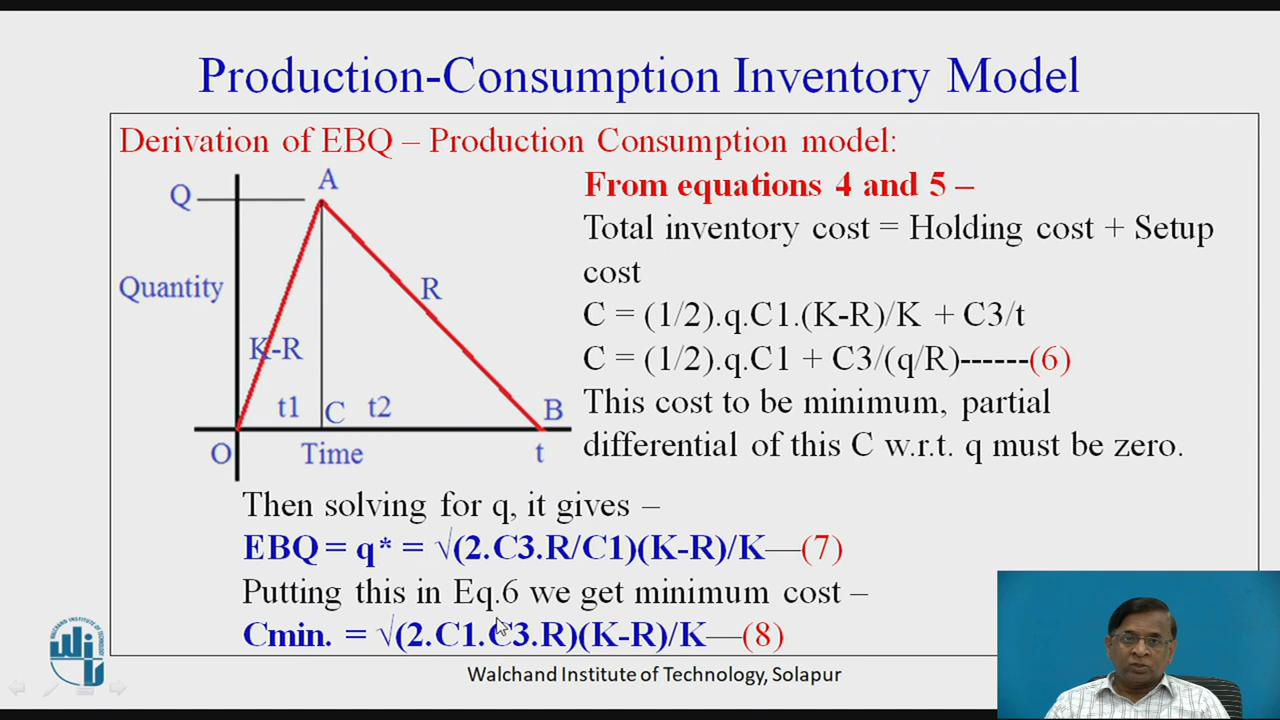 Production-Consumption Inventory Model
Derivation of EBQ – Production Consumption model:
Q
A
Quantity
R
K-R
t1
C
t2
B
O
Time
t
From equations 4 and 5 –
Total inventory cost = Holding cost + Setup
cost
C = (1/2).q.C1.(K-R)/K + C3/t
C = (1/2).q.C1 + C3/(q/R)------(6)
This cost to be minimum, partial
differential of this C w.r.t. q must be zero.
Then solving for q, it gives –
EBQ = q* = √(2.C3.R/C1)(K-R)/K—(7)
Putting this in Eq.6 we get minimum cost –
Cmin. = √(2.C1.C3.R)(K-R)/K—(8)
Walchand Institute of Technology, Solapur